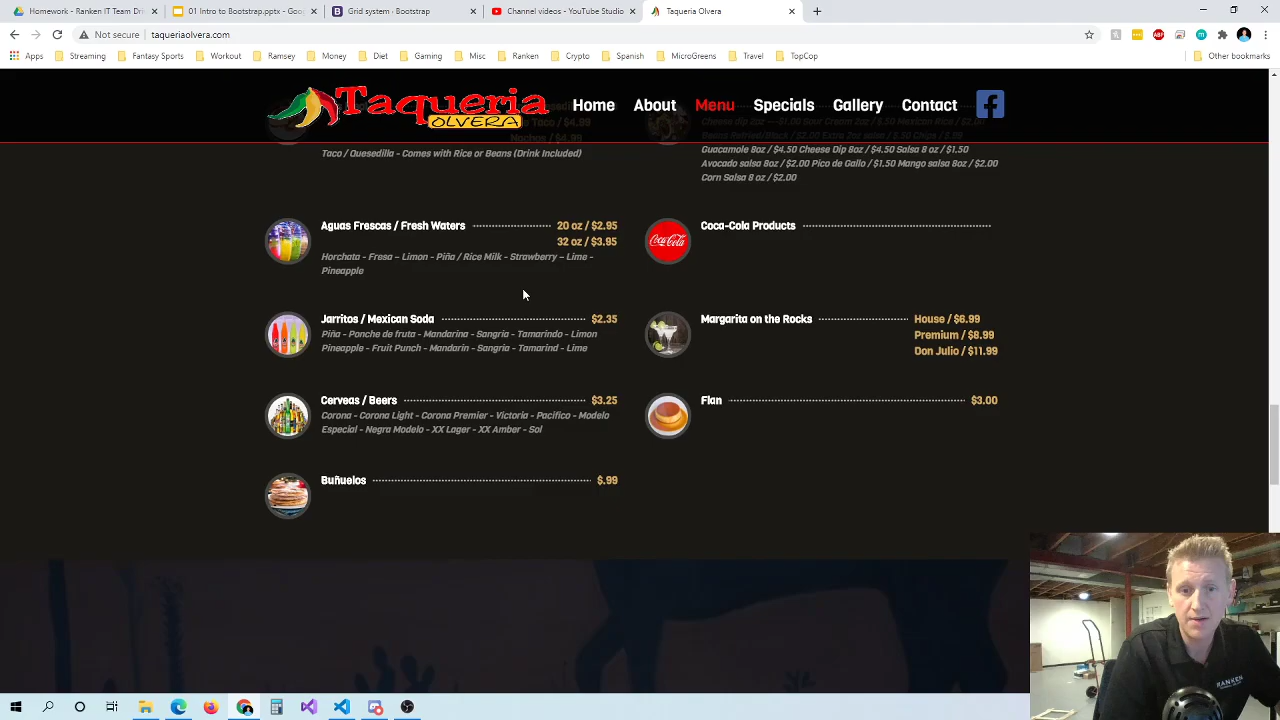 Homework - Ranken IT Team Dri
01 Intro to Bootstrap.pptx - Goo
Grid system · Bootstrap
Channel videos - YouTube Studio
Taqueria Olvera
Not secure
taqueriaolvera.com
Apps
Streaming
Fantasy Sports
Workout
Ramsey
Money
Diet
Gaming
Misc
Ranken
Crypto
Spanish
MicroGreens
Travel
TopCop
Other bookmarks
Taqueria
OLVERA
Home
About
Menu
Specials
Gallery
Contact
Taco / Quesedilla - Comes with Rice or Beans (Drink Included)
Guacamole 8oz / $4.50 Cheese Dip 8oz / $4.50 Salsa 8 oz / $1.50
Avocado salsa 8oz / $2.00 Pico de Gallo / $1.50 Mango salsa 8oz / $2.00
Corn Salsa 8 oz / $2.00
Aguas Frescas / Fresh Waters
20 oz / $2.95
32 oz / $3.95
Horchata - Fresa – Limon - Piña / Rice Milk - Strawberry – Lime -
Pineapple
Coca-Cola Products
Coca-Cola
Jarritos / Mexican Soda
$2.35
Piña - Ponche de fruta - Mandarina - Sangria - Tamarindo - Limon
Pineapple - Fruit Punch - Mandarin - Sangria - Tamarind - Lime
Margarita on the Rocks
House / $6.99
Premium / $8.99
Don Julio / $11.99
Cerveas / Beers
$3.25
Corona - Corona Light - Corona Premier - Victoria - Pacifico - Modelo
Especial - Negra Modelo - XX Lager - XX Amber - Sol
Flan
$3.00
Buñuelos
$.99
RANKEN